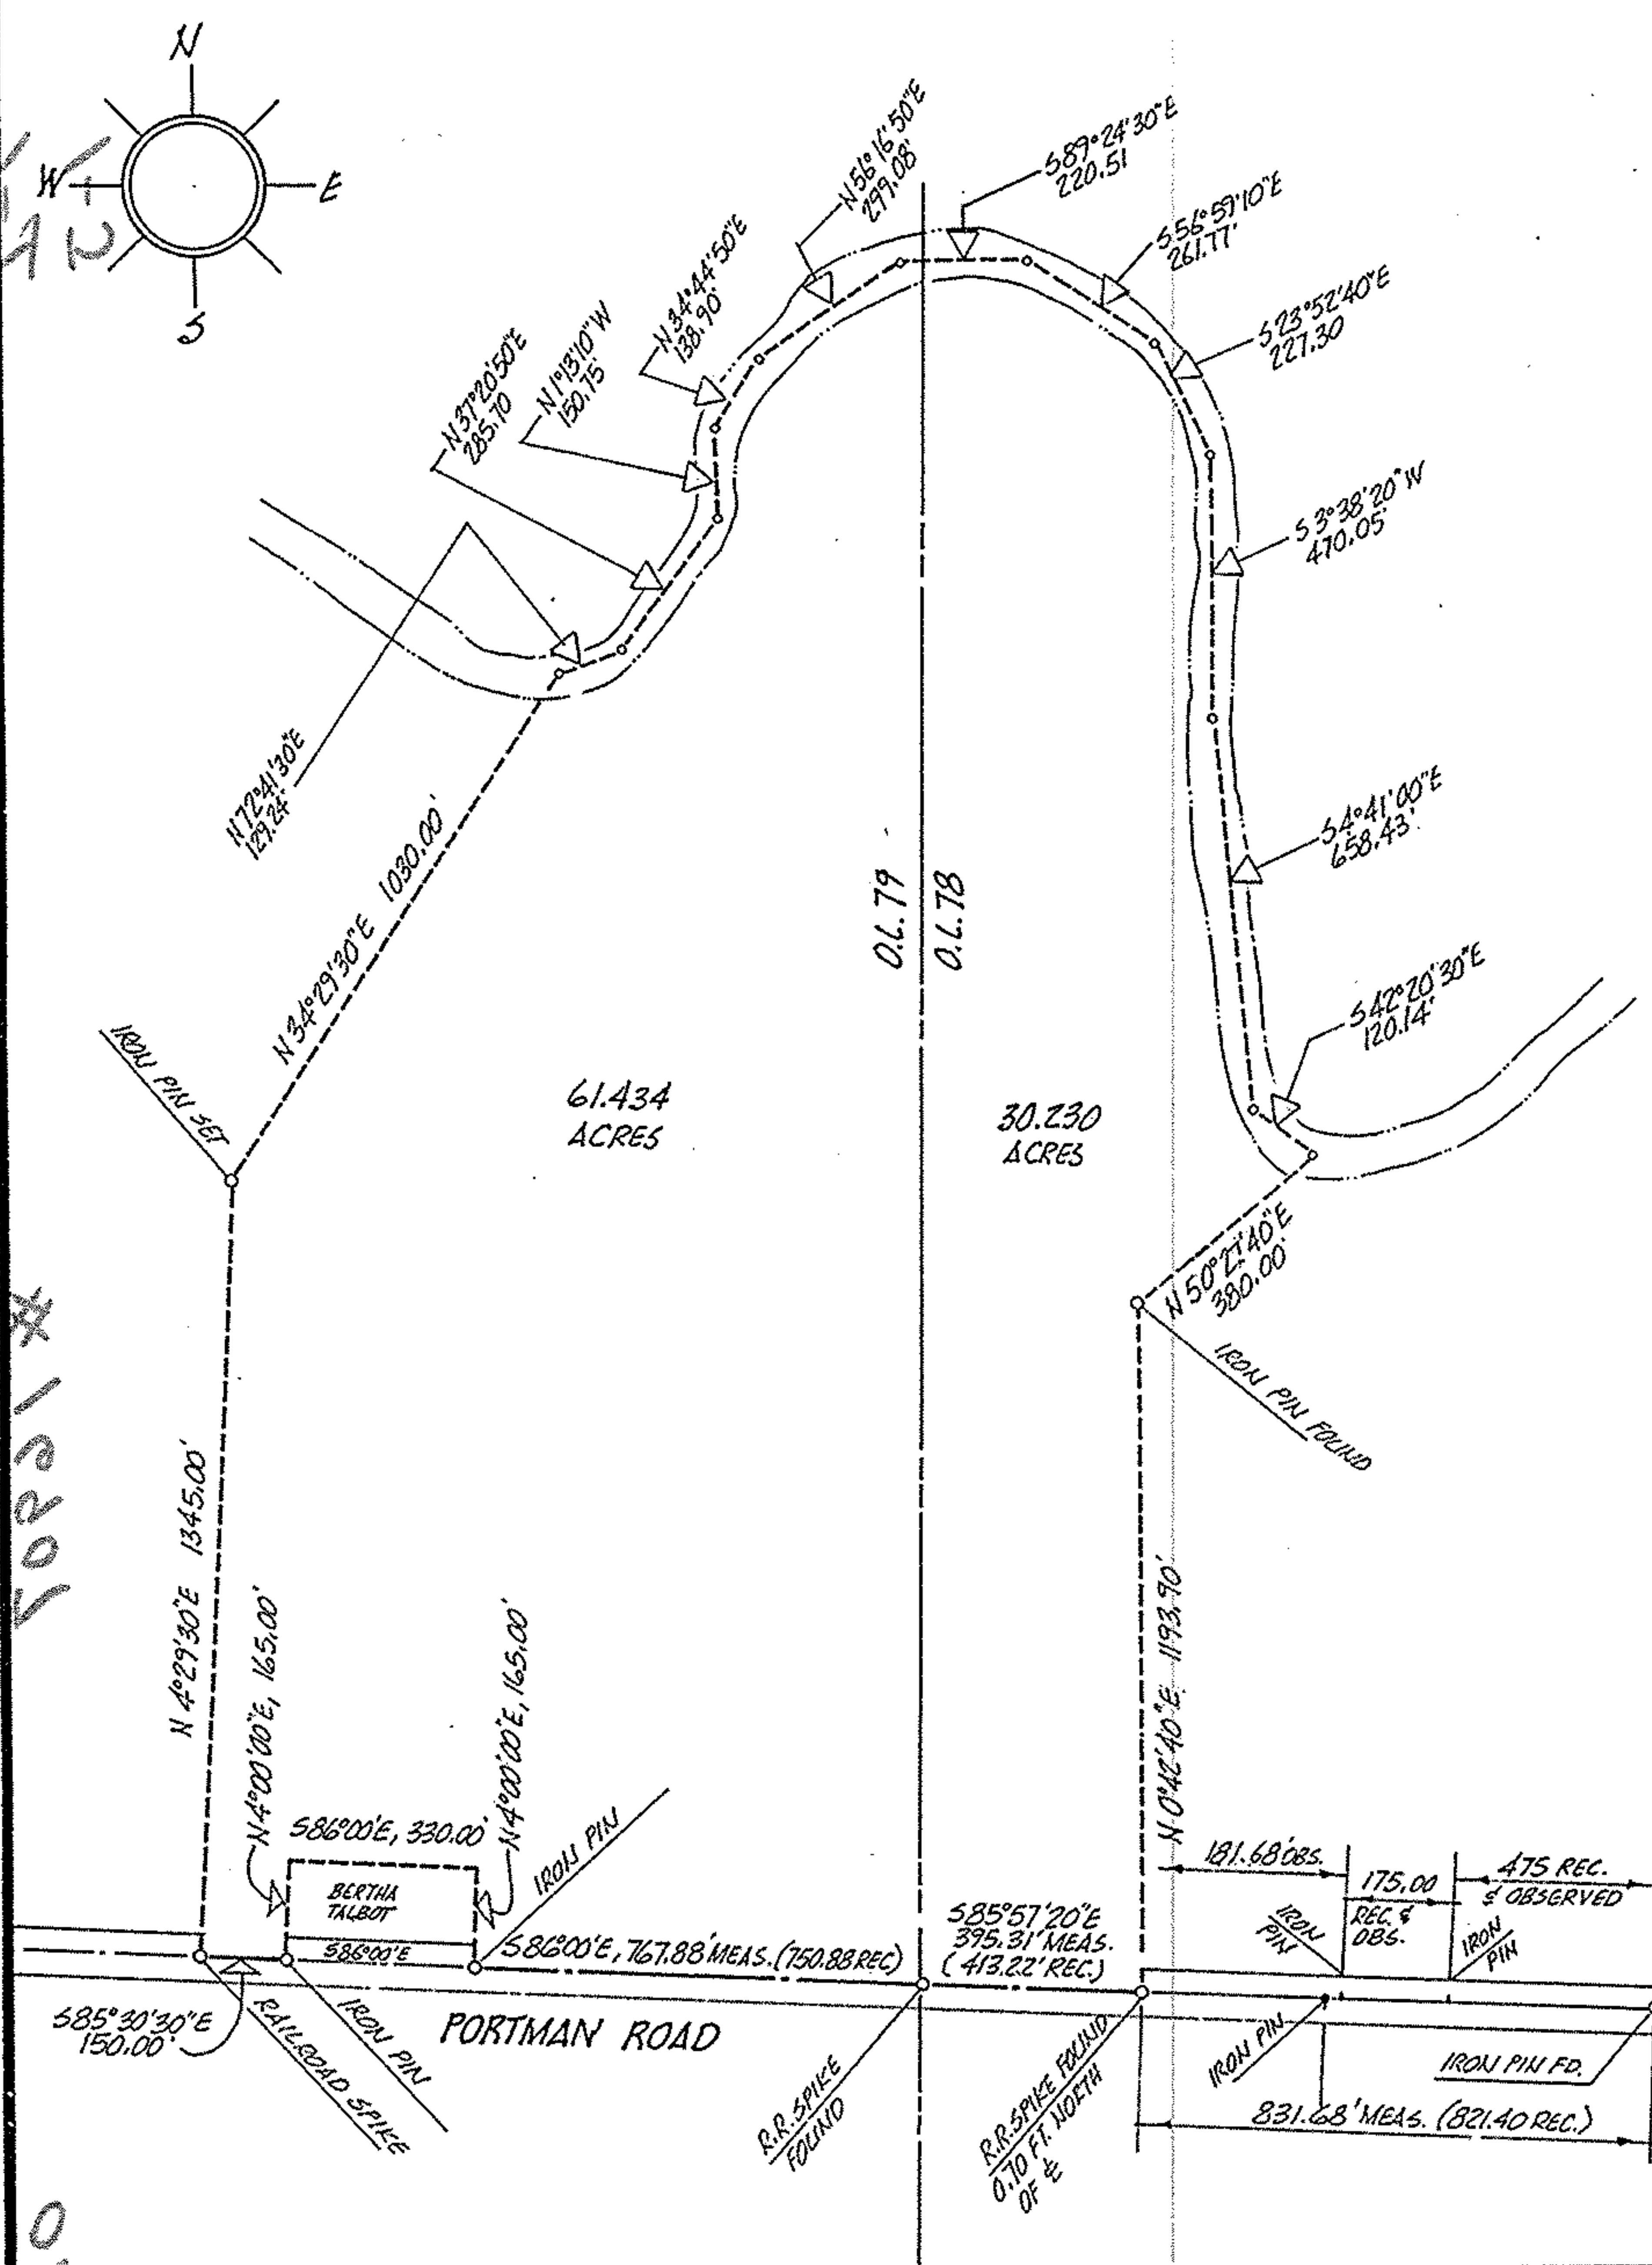 N
W
E
S
N 56°16'50"E
299.08'
S89°24'30"E
220.51
S56°59'10"E
261.77'
N 34°44'50"E
138.90'
S23°52'40"E
227.30
N1°13'10"W
150.75'
N37°20'50"E
285.70
S3°38'20"W
470.05'
N72°41'30"E
129.24'
N 34°29'30"E 1030.00'
S4°41'00"E
658.43'
O.L.79
O.L.78
S42°20'30"E
120.14'
IRON PIN SET
61.434
ACRES
30.230
ACRES
N 50°27'40"E
380.00'
IRON PIN FOUND
N 4°29'30"E 1345.00'
N 0°42'40"E 1193.90'
N4°00'00"E, 165.00'
N4°00'00"E, 165.00'
S86°00'E, 330.00'
IRON PIN
BERTHA
TALBOT
S86°00'E
S86°00'E, 767.88' MEAS. (750.88 REC)
S85°57'20"E
395.31' MEAS.
(413.22' REC.)
181.68' OBS.
175.00
REC. &
OBS.
475 REC.
& OBSERVED
IRON
PIN
IRON
PIN
S85°30'30"E
150.00'
RAILROAD SPIKE
IRON PIN
PORTMAN ROAD
R.R. SPIKE
FOUND
R.R. SPIKE FOUND
0.70 FT. NORTH
OF ℄
IRON PIN
IRON PIN FD.
831.68' MEAS. (821.40 REC.)